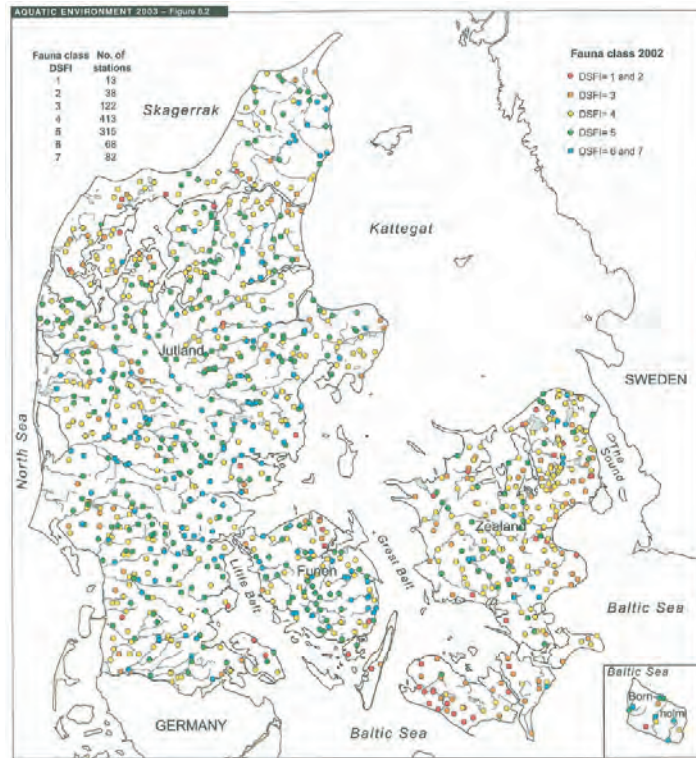 AQUATIC ENVIRONMENT 2003 – Figure 6.2
Fauna class No. of
DSFI stations
1 13
2 38
3 122
4 413
5 315
6 68
7 82
Fauna class 2002
DSFI= 1 and 2
DSFI= 3
DSFI= 4
DSFI= 5
DSFI= 6 and 7
Skagerrak
Kattegat
Jutland
SWEDEN
North Sea
The Sound
Zealand
Great Belt
Little Belt
Funen
Baltic Sea
Baltic Sea
Born-
holm
GERMANY
Baltic Sea